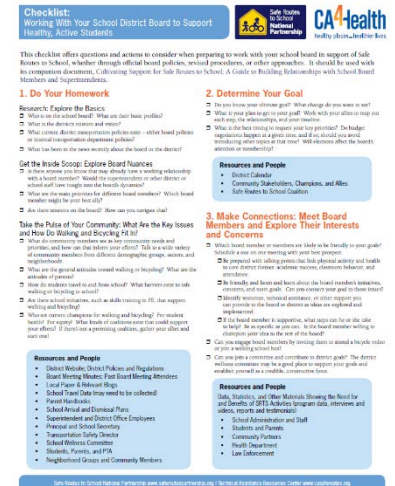 Checklist:
Working With Your School District Board to Support
Healthy, Active Students
Safe Routes
to School
National
Partnership
CA4Health
healthy places...healthier lives
This checklist offers questions and actions to consider when preparing to work with your school board in support of Safe
Routes to School, whether through official board policies, revised procedures, or other approaches. It should be used with
its companion document, Cultivating Support for Safe Routes to School: A Guide to Building Relationships with School Board
Members and Superintendents.
1. Do Your Homework
Research: Explore the Basics
Who is on the school board? What are their basic profiles?
What is the district's mission and vision?
What current district transportation policies exist – either board policies
or normal transportation department policies?
What has been in the news recently about the board or the district?
Get the Inside Scoop: Explore Board Nuances
Is there anyone you know that may already have a working relationship
with a board member? Would the superintendent or other district or
school staff have insight into the board's dynamics?
What are the main priorities for different board members? Which board
member might be your best ally?
Are there tensions on the board? How can you navigate that?
Take the Pulse of Your Community: What Are the Key Issues
and How Do Walking and Bicycling Fit In?
What do community members see as key community needs and
priorities, and how can that inform your efforts? Talk to a wide variety
of community members from different demographic groups, sectors, and
neighborhoods.
What are the general attitudes toward walking or bicycling? What are the
attitudes of parents?
How do students travel to and from school? What barriers exist to safe
walking or bicycling to school?
Are there school initiatives, such as skills training in PE, that support
walking and bicycling?
Who are current champions for walking and bicycling? For student
health? For equity? What kinds of coalitions exist that could support
your efforts? If there's not a parenting coalition, gather your allies and
start one!
Resources and People
District Website; District Policies and Regulations
Board Meeting Minutes; Past Board Meeting Attendees
Local Paper & Relevant Blogs
School Travel Data (may need to be collected)
Parent Handbooks
School Arrival and Dismissal Plans
Superintendent and District Office Employees
Principal and School Secretary
Transportation Safety Director
School Wellness Committee
Students, Parents, and PTA
Neighborhood Groups and Community Members
2. Determine Your Goal
Do you know your ultimate goal? What change do you want to see?
What is your plan to get to your goal? Work with your allies to map out
each step, the relationships, and your timeline.
What is the best timing to request your key priorities? Do budget
negotiations happen at a given time, and if so, should you avoid
introducing other topics at that time? Will elections affect the board's
attention or membership?
Resources and People
District Calendar
Community Stakeholders, Champions, and Allies
Safe Routes to School Coalition
3. Make Connections: Meet Board
Members and Explore Their Interests
and Concerns
Which board member or members are likely to be friendly to your goals?
Schedule a one on one meeting with your best prospect.
Be prepared with talking points that link physical activity and health
to core district themes: academic success, classroom behavior, and
attendance.
Be friendly, and listen and learn about the board member's initiatives,
concerns, and main goals. Can you connect your goal to those issues?
Identify resources, technical assistance, or other support you
can provide to the board or district as ideas are explored and
implemented.
If the board member is supportive, what steps can he or she take
to help? Be as specific as you can. Is the board member willing to
champion your idea to the rest of the board?
Can you engage board members by inviting them to attend a bicycle rodeo
or join a walking school bus?
Can you join a committee and contribute to district goals? The district
wellness committee may be a good place to support your goals and
establish yourself as a credible, constructive force.
Resources and People
Data, Statistics, and Other Materials Showing the Need for
and Benefits of SRTS Activities (program data, interviews and
videos, reports and testimonials)
School Administration and Staff
Students and Parents
Community Partners
Health Department
Law Enforcement
Safe Routes to School National Partnership www.saferoutespartnership.org | Technical Assistance Resources Center www.casaferoutes.org